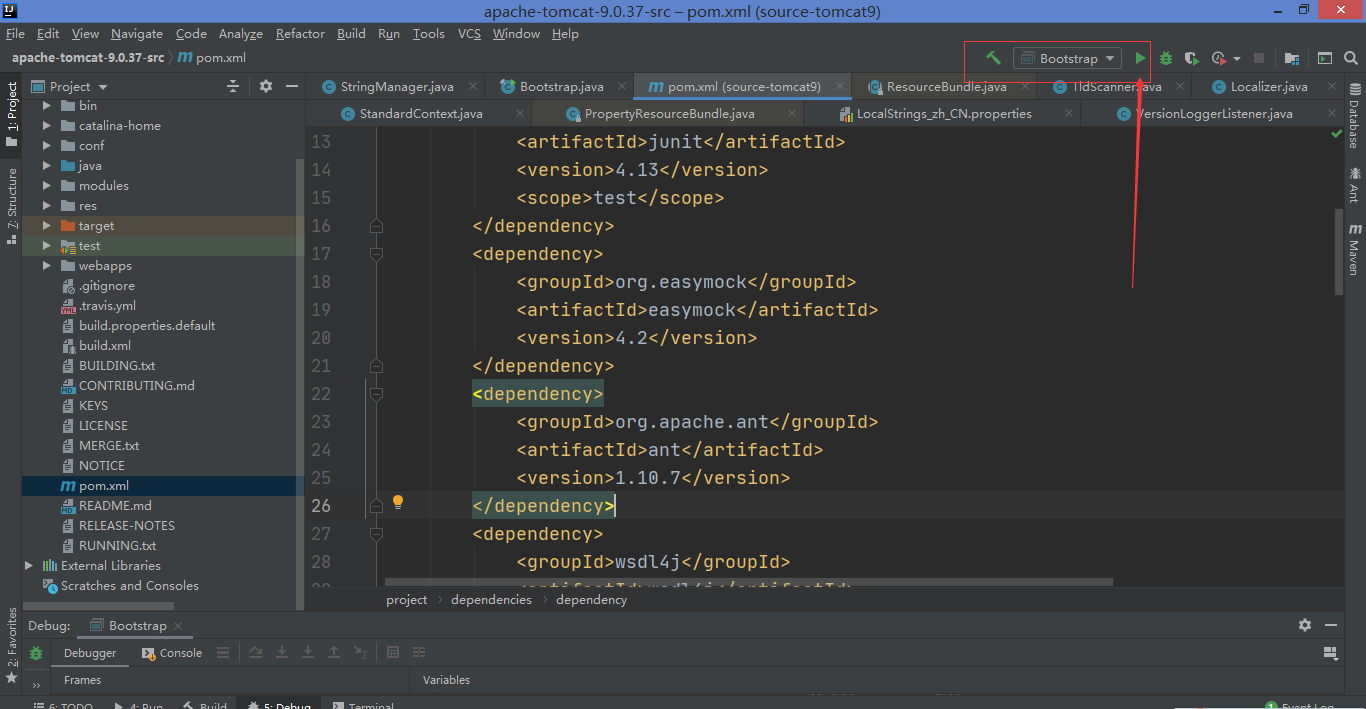 apache-tomcat-9.0.37-src – pom.xml (source-tomcat9)
File Edit View Navigate Code Analyze Refactor Build Run Tools VCS Window Help
apache-tomcat-9.0.37-src pom.xml
Bootstrap
1: Project
7: Structure
2: Favorites
Project
bin
catalina-home
conf
java
modules
res
target
test
webapps
.gitignore
.travis.yml
build.properties.default
build.xml
BUILDING.txt
CONTRIBUTING.md
KEYS
LICENSE
MERGE.txt
NOTICE
pom.xml
README.md
RELEASE-NOTES
RUNNING.txt
External Libraries
Scratches and Consoles
StringManager.java Bootstrap.java pom.xml (source-tomcat9) ResourceBundle.java TldScanner.java Localizer.java
StandardContext.java PropertyResourceBundle.java LocalStrings_zh_CN.properties VersionLoggerListener.java
13 <artifactId>junit</artifactId>
14 <version>4.13</version>
15 <scope>test</scope>
16 </dependency>
17 <dependency>
18 <groupId>org.easymock</groupId>
19 <artifactId>easymock</artifactId>
20 <version>4.2</version>
21 </dependency>
22 <dependency>
23 <groupId>org.apache.ant</groupId>
24 <artifactId>ant</artifactId>
25 <version>1.10.7</version>
26 </dependency>
27 <dependency>
28 <groupId>wsdl4j</groupId>
<artifactId>wsdl4j</artifactId>
project dependencies dependency
Database
Ant
Maven
Debug: Bootstrap
Debugger Console
Frames Variables
6: TODO 4: Run Build 5: Debug Terminal 1 Event Log